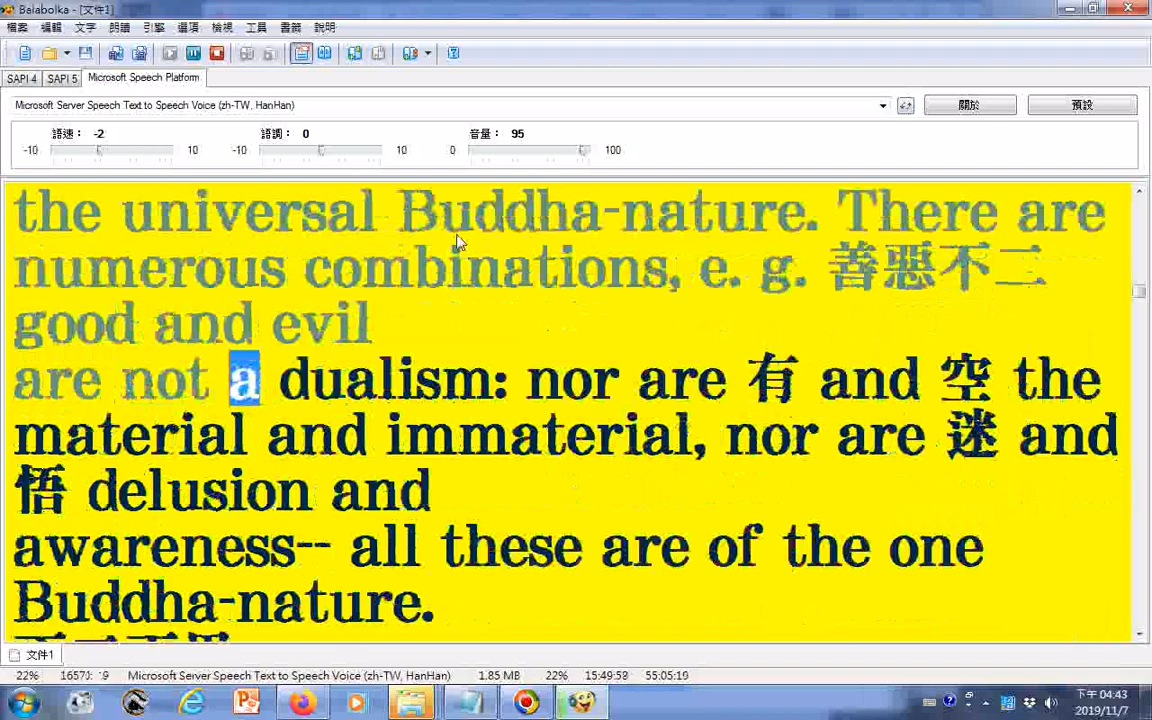 Balabolka - [文件1]
檔案 編輯 文字 朗讀 引擎 選項 檢視 工具 書籤 說明
SAPI 4 SAPI 5 Microsoft Speech Platform
Microsoft Server Speech Text to Speech Voice (zh-TW, HanHan) 關於 預設
語速： -2 語調： 0 音量： 95
-10 10 -10 10 0 100
the universal Buddha-nature. There are
numerous combinations, e. g. 善惡不二
good and evil
are not a dualism: nor are 有 and 空 the
material and immaterial, nor are 迷 and
悟 delusion and
awareness-- all these are of the one
Buddha-nature.
文件1
22% Microsoft Server Speech Text to Speech Voice (zh-TW, HanHan) 1.85 MB 22% 15:49:53 55:05:19
下午 04:43
2019/11/7